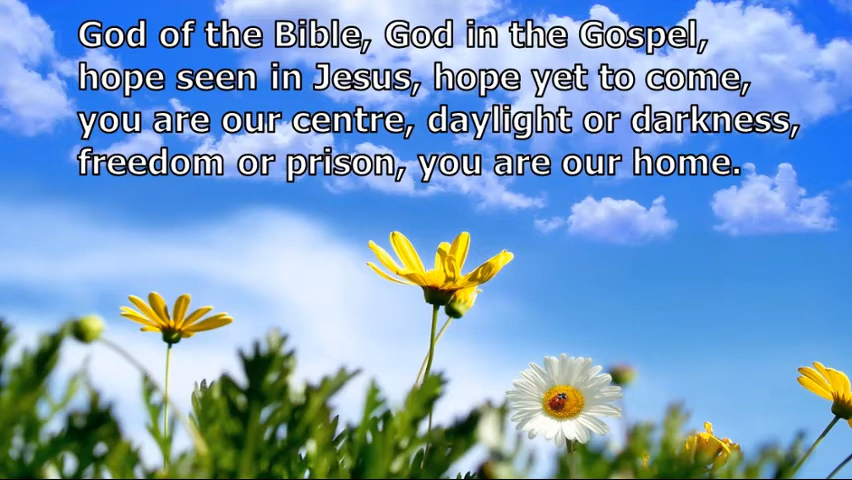 God of the Bible, God in the Gospel,
hope seen in Jesus, hope yet to come,
you are our centre, daylight or darkness,
freedom or prison, you are our home.